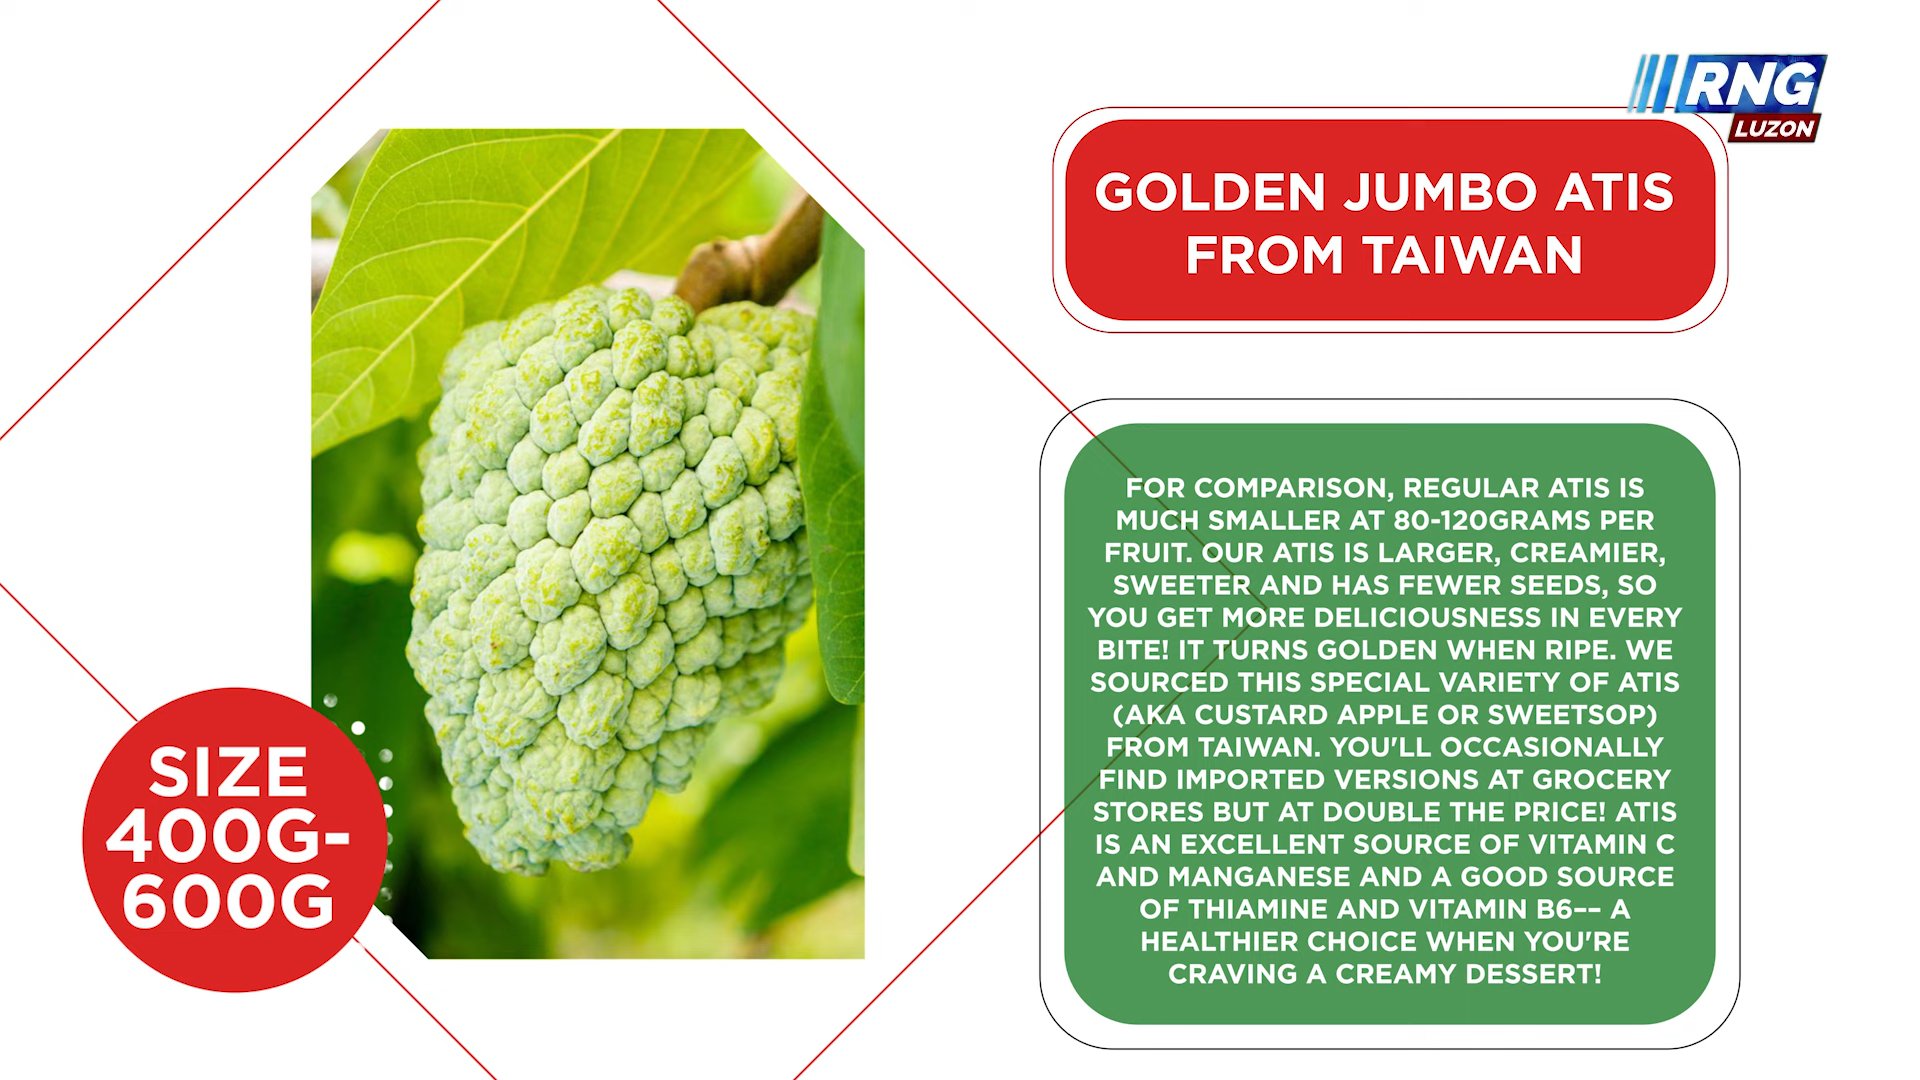 RNG
LUZON
GOLDEN JUMBO ATIS
FROM TAIWAN
FOR COMPARISON, REGULAR ATIS IS
MUCH SMALLER AT 80-120GRAMS PER
FRUIT. OUR ATIS IS LARGER, CREAMIER,
SWEETER AND HAS FEWER SEEDS, SO
YOU GET MORE DELICIOUSNESS IN EVERY
BITE! IT TURNS GOLDEN WHEN RIPE. WE
SOURCED THIS SPECIAL VARIETY OF ATIS
(AKA CUSTARD APPLE OR SWEETSOP)
FROM TAIWAN. YOU'LL OCCASIONALLY
FIND IMPORTED VERSIONS AT GROCERY
STORES BUT AT DOUBLE THE PRICE! ATIS
IS AN EXCELLENT SOURCE OF VITAMIN C
AND MANGANESE AND A GOOD SOURCE
OF THIAMINE AND VITAMIN B6–– A
HEALTHIER CHOICE WHEN YOU'RE
CRAVING A CREAMY DESSERT!
SIZE
400G-
600G